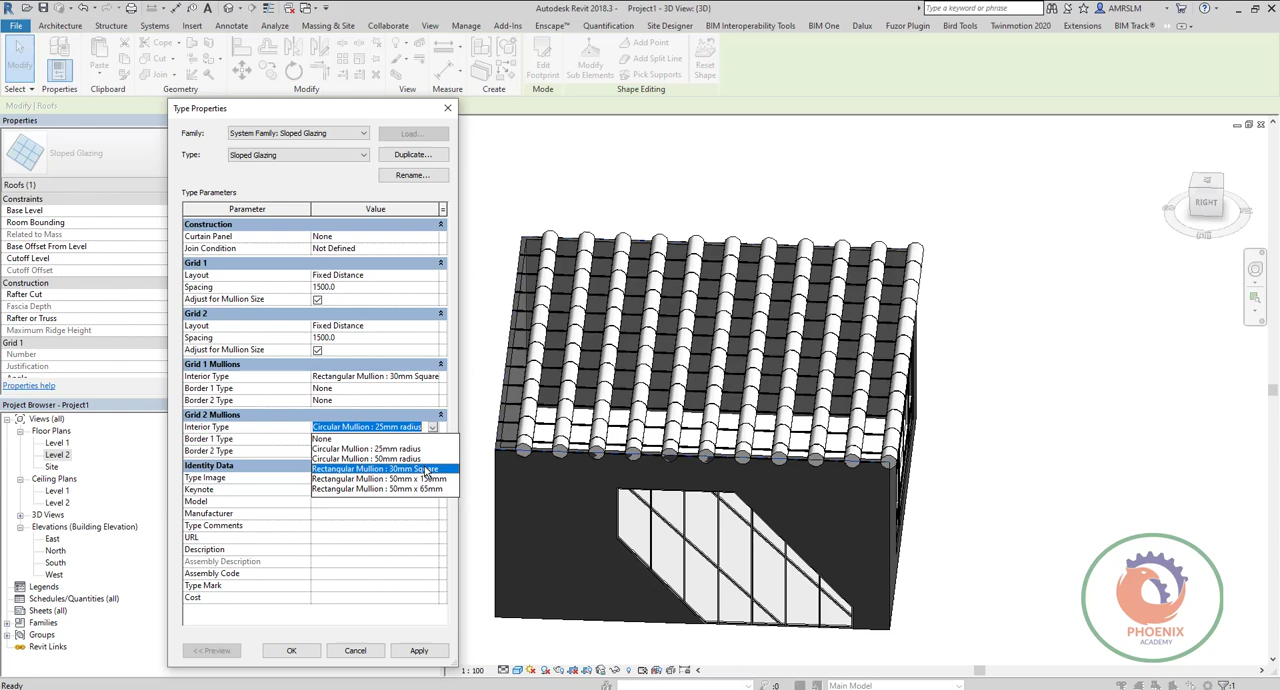 Autodesk Revit 2018.3 - Project1 - 3D View: {3D}
Type a keyword or phrase
AMRSLM
File Architecture Structure Systems Insert Annotate Analyze Massing & Site Collaborate View Manage Add-Ins Enscape™ Quantification Site Designer BIM Interoperability Tools BIM One Dalux Fuzor Plugin Bird Tools Twinmotion 2020 Extensions BIM Track®
Modify Properties Paste Cope Cut Join
Edit Footprint Modify Sub Elements Add Point Add Split Line Pick Supports Reset Shape
Select Properties Clipboard Geometry Modify View Measure Create Mode Shape Editing
Modify | Roofs
Properties
Sloped Glazing
Roofs (1)
Constraints
Base Level
Room Bounding
Related to Mass
Base Offset From Level
Cutoff Level
Cutoff Offset
Construction
Rafter Cut
Fascia Depth
Rafter or Truss
Maximum Ridge Height
Grid 1
Number
Justification
Properties help
Project Browser - Project1
Views (all)
Floor Plans
Level 1
Level 2
Site
Ceiling Plans
Level 1
Level 2
3D Views
Elevations (Building Elevation)
East
North
South
West
Legends
Schedules/Quantities (all)
Sheets (all)
Families
Groups
Revit Links
Ready
Type Properties
Family: System Family: Sloped Glazing Load...
Type: Sloped Glazing Duplicate...
Rename...
Type Parameters
Parameter Value =
Construction
Curtain Panel None
Join Condition Not Defined
Grid 1
Layout Fixed Distance
Spacing 1500.0
Adjust for Mullion Size
Grid 2
Layout Fixed Distance
Spacing 1500.0
Adjust for Mullion Size
Grid 1 Mullions
Interior Type Rectangular Mullion : 30mm Square
Border 1 Type None
Border 2 Type None
Grid 2 Mullions
Interior Type Circular Mullion : 25mm radius
Border 1 Type
Border 2 Type
None
Circular Mullion : 25mm radius
Circular Mullion : 50mm radius
Rectangular Mullion : 30mm Square
Rectangular Mullion : 50mm x 150mm
Rectangular Mullion : 50mm x 65mm
Identity Data
Type Image
Keynote
Model
Manufacturer
Type Comments
URL
Description
Assembly Description
Assembly Code
Type Mark
Cost
<< Preview OK Cancel Apply
RIGHT
PHOENIX
ACADEMY
1 : 100
:0 Main Model :1